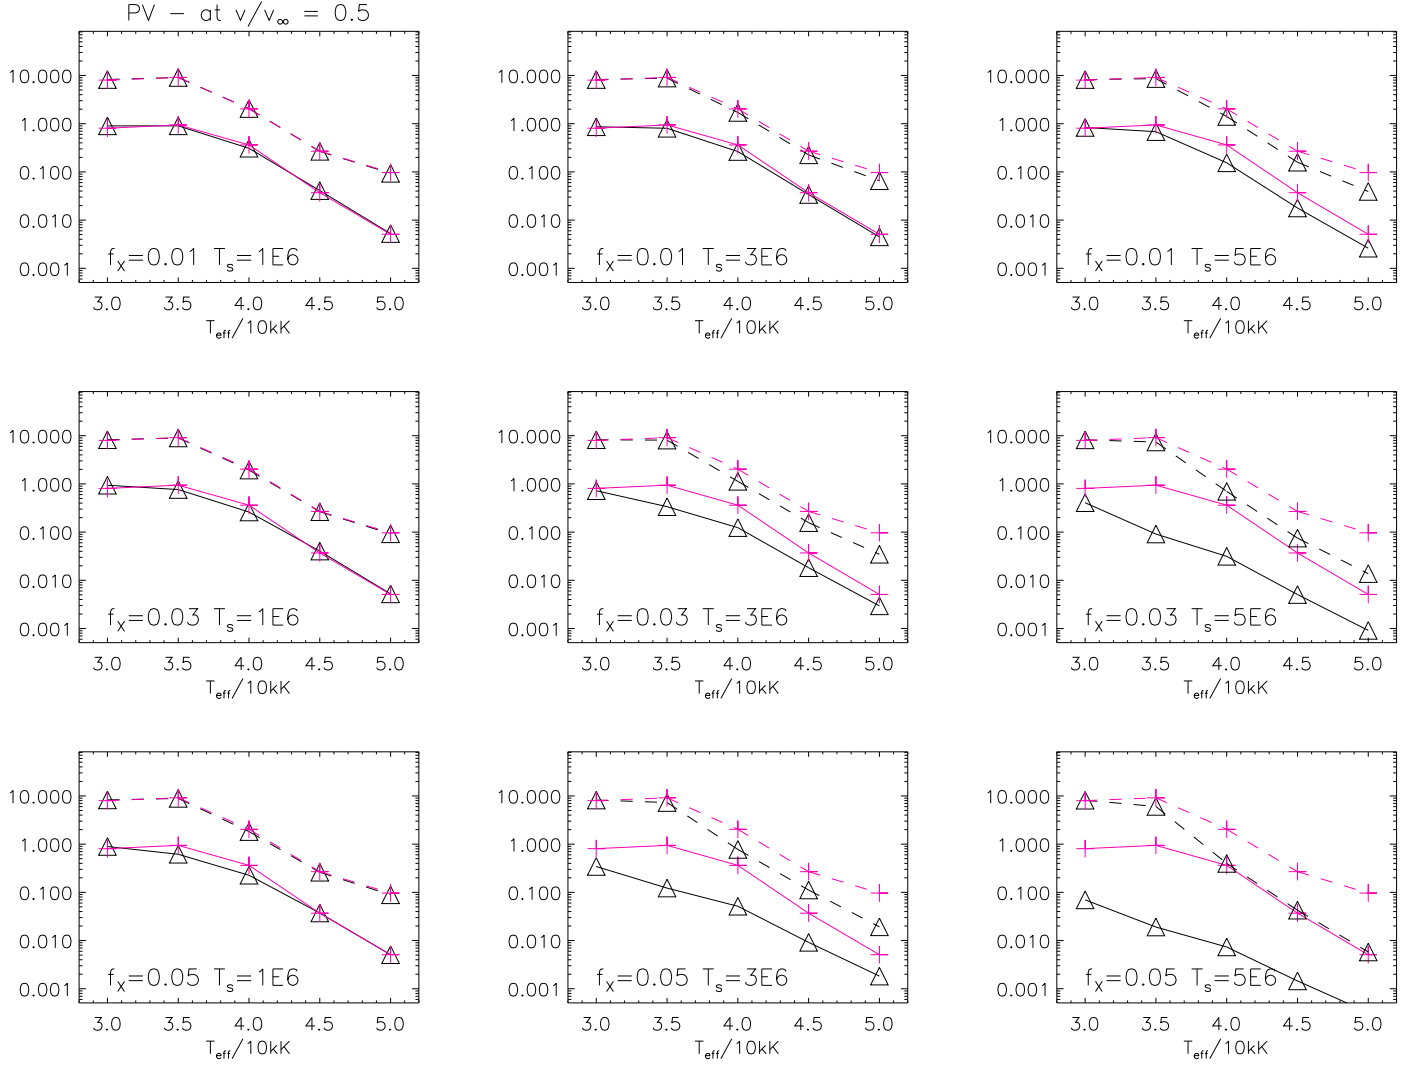 PV − at v/v∞ = 0.5
10.000 10.000 10.000
1.000 1.000 1.000
0.100 0.100 0.100
0.010 0.010 0.010
fX=0.01 Ts=1E6 fX=0.01 Ts=3E6 fX=0.01 Ts=5E6
0.001 0.001 0.001
3.0 3.5 4.0 4.5 5.0 3.0 3.5 4.0 4.5 5.0 3.0 3.5 4.0 4.5 5.0
Teff/10kK Teff/10kK Teff/10kK
10.000 10.000 10.000
1.000 1.000 1.000
0.100 0.100 0.100
0.010 0.010 0.010
fX=0.03 Ts=1E6 fX=0.03 Ts=3E6 fX=0.03 Ts=5E6
0.001 0.001 0.001
3.0 3.5 4.0 4.5 5.0 3.0 3.5 4.0 4.5 5.0 3.0 3.5 4.0 4.5 5.0
Teff/10kK Teff/10kK Teff/10kK
10.000 10.000 10.000
1.000 1.000 1.000
0.100 0.100 0.100
0.010 0.010 0.010
fX=0.05 Ts=1E6 fX=0.05 Ts=3E6 fX=0.05 Ts=5E6
0.001 0.001 0.001
3.0 3.5 4.0 4.5 5.0 3.0 3.5 4.0 4.5 5.0 3.0 3.5 4.0 4.5 5.0
Teff/10kK Teff/10kK Teff/10kK